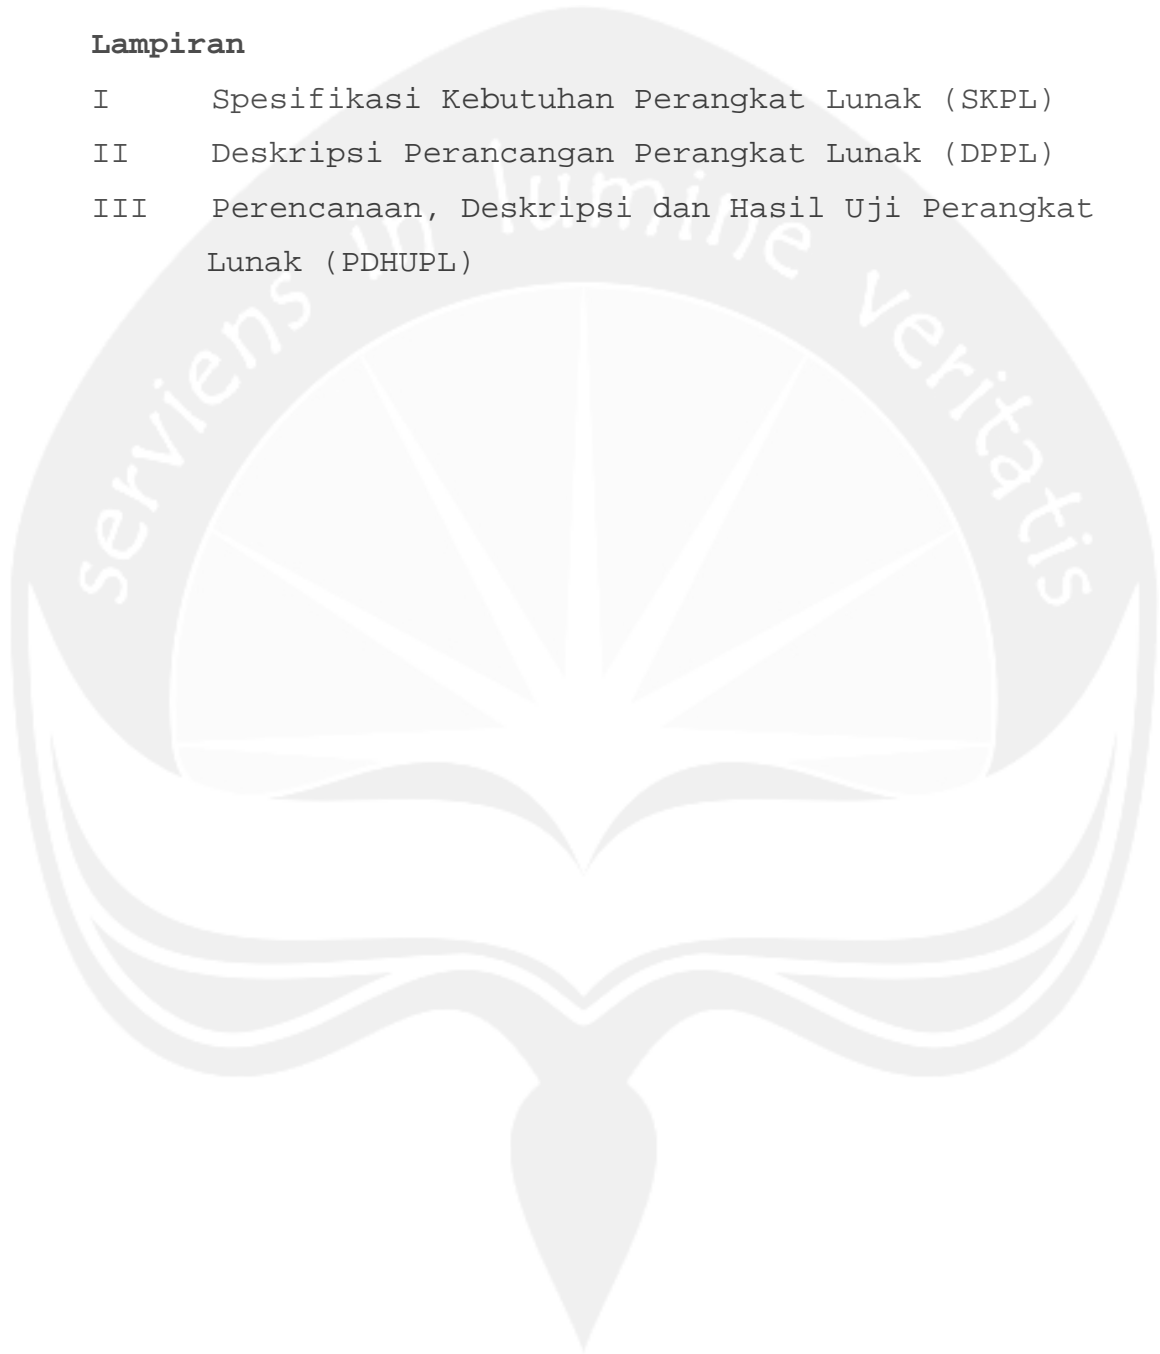 Lampiran
I Spesifikasi Kebutuhan Perangkat Lunak (SKPL)
II Deskripsi Perancangan Perangkat Lunak (DPPL)
III Perencanaan, Deskripsi dan Hasil Uji Perangkat
Lunak (PDHUPL)
serviens in lumine veritatis